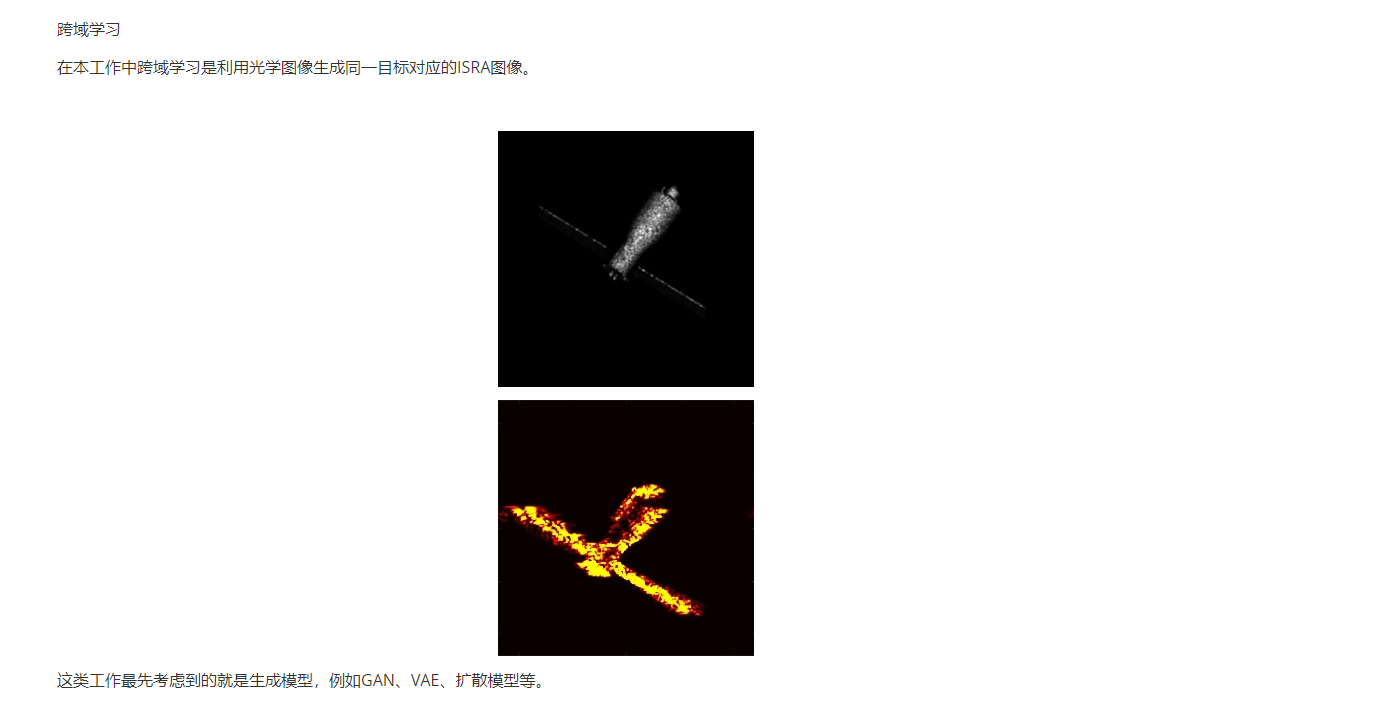 跨域学习
在本工作中跨域学习是利用光学图像生成同一目标对应的ISRA图像。
这类工作最先考虑到的就是生成模型，例如GAN、VAE、扩散模型等。